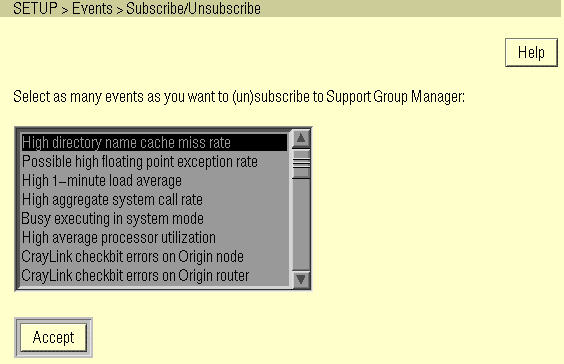 SETUP > Events > Subscribe/Unsubscribe
Help
Select as many events as you want to (un)subscribe to Support Group Manager:
High directory name cache miss rate
Possible high floating point exception rate
High 1-minute load average
High aggregate system call rate
Busy executing in system mode
High average processor utilization
CrayLink checkbit errors on Origin node
CrayLink checkbit errors on Origin router
Accept